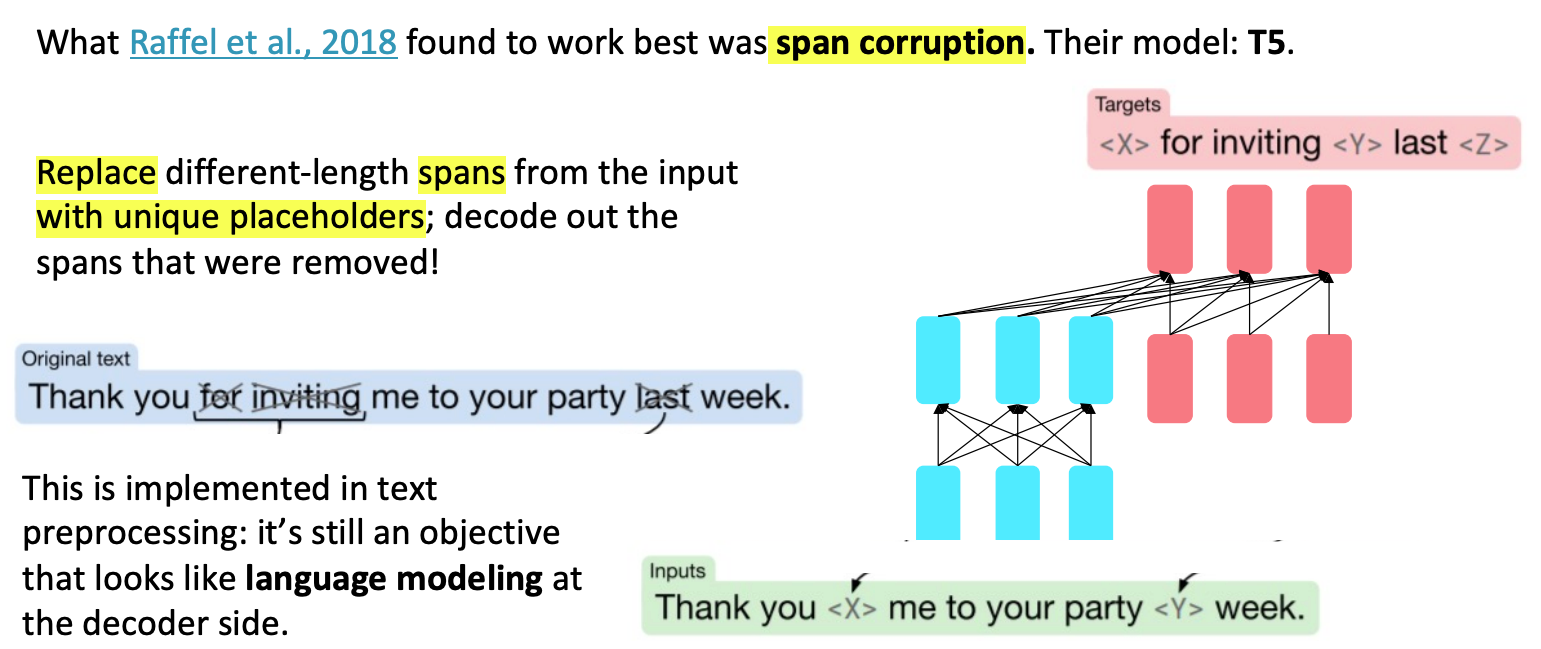 What Raffel et al., 2018 found to work best was span corruption. Their model: T5.
Targets
<X> for inviting <Y> last <Z>
Replace different-length spans from the input
with unique placeholders; decode out the
spans that were removed!
Original text
Thank you for inviting me to your party last week.
This is implemented in text
preprocessing: it's still an objective
that looks like language modeling at
the decoder side.
Inputs
Thank you <X> me to your party <Y> week.